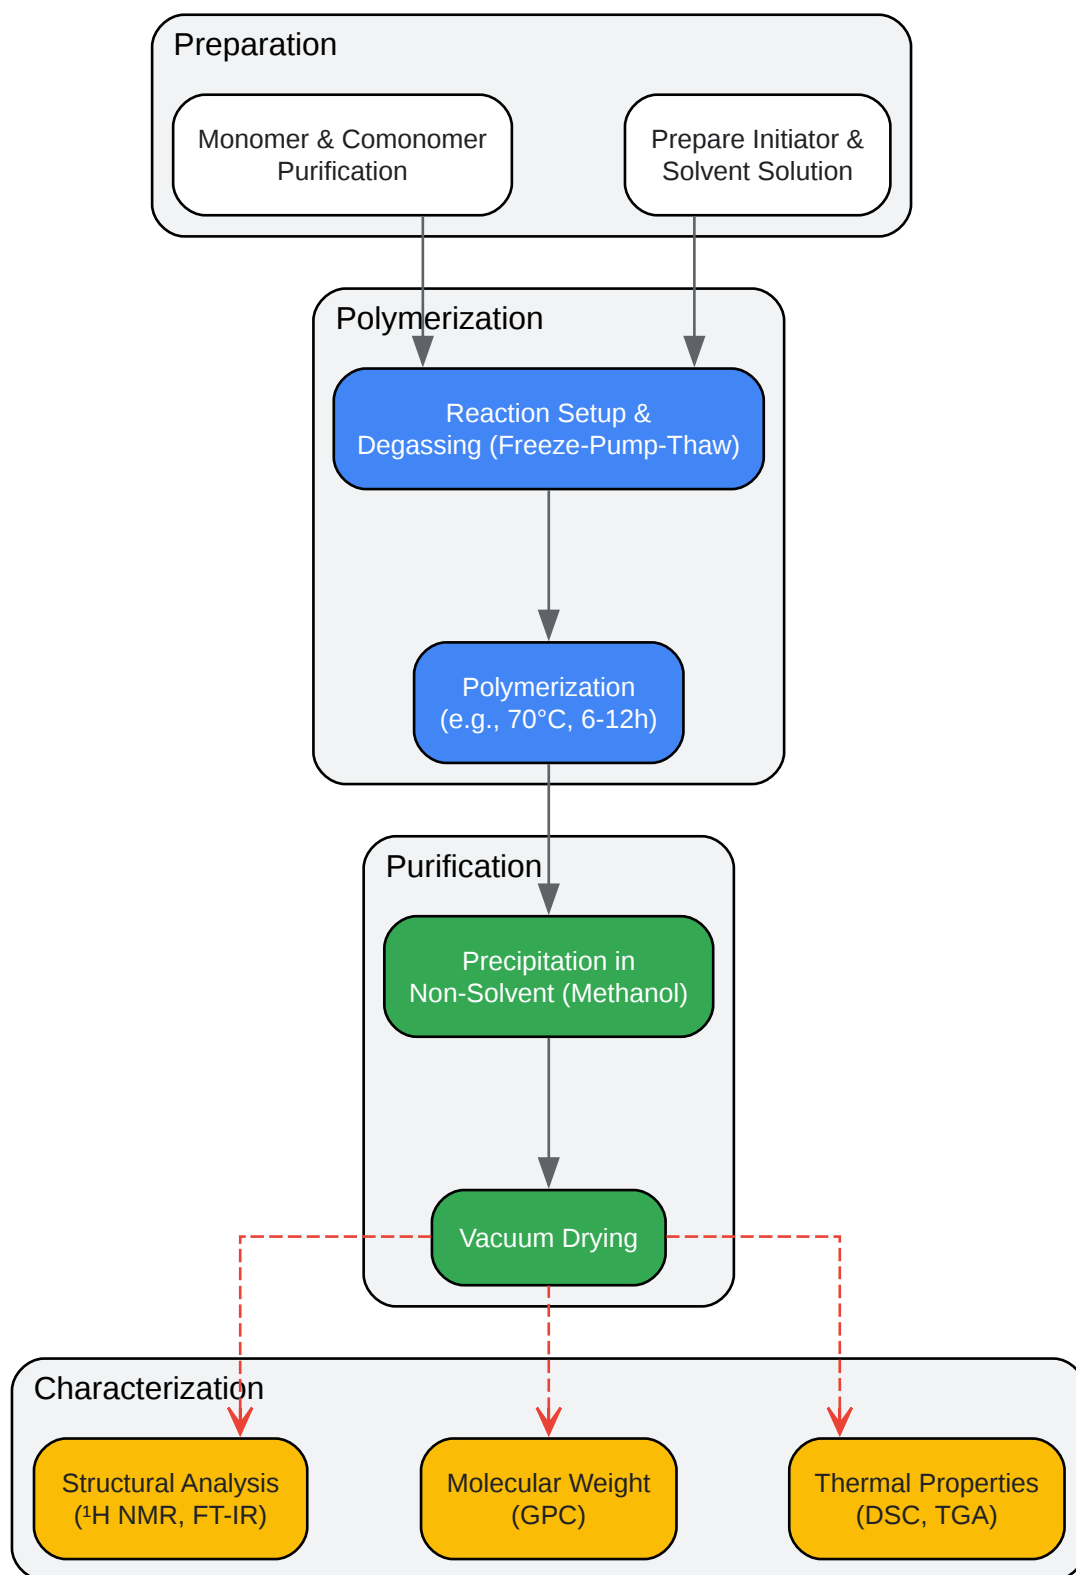 Preparation
Monomer & Comonomer
Purification
Prepare Initiator &
Solvent Solution
Polymerization
Reaction Setup &
Degassing (Freeze-Pump-Thaw)
Polymerization
(e.g., 70°C, 6-12h)
Purification
Precipitation in
Non-Solvent (Methanol)
Vacuum Drying
Characterization
Structural Analysis
(¹H NMR, FT-IR)
Molecular Weight
(GPC)
Thermal Properties
(DSC, TGA)